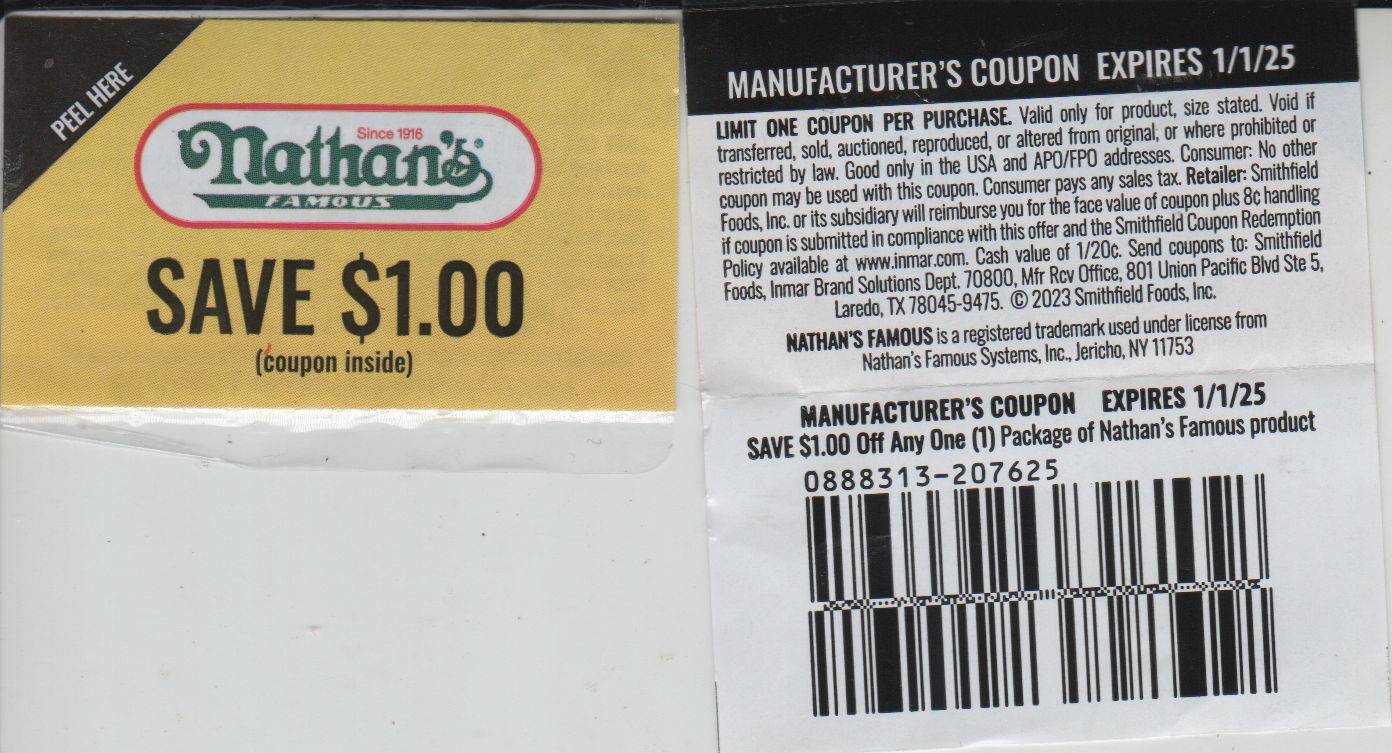 PEEL HERE
Since 1916
Nathan's®
FAMOUS
SAVE $1.00
(coupon inside)
MANUFACTURER'S COUPON EXPIRES 1/1/25
LIMIT ONE COUPON PER PURCHASE. Valid only for product, size stated. Void if
transferred, sold, auctioned, reproduced, or altered from original, or where prohibited or
restricted by law. Good only in the USA and APO/FPO addresses. Consumer: No other
coupon may be used with this coupon. Consumer pays any sales tax. Retailer: Smithfield
Foods, Inc. or its subsidiary will reimburse you for the face value of coupon plus 8¢ handling
if coupon is submitted in compliance with this offer and the Smithfield Coupon Redemption
Policy available at www.inmar.com. Cash value of 1/20¢. Send coupons to: Smithfield
Foods, Inmar Brand Solutions Dept. 70800, Mfr Rcv Office, 801 Union Pacific Blvd Ste 5,
Laredo, TX 78045-9475. © 2023 Smithfield Foods, Inc.
NATHAN'S FAMOUS is a registered trademark used under license from
Nathan's Famous Systems, Inc., Jericho, NY 11753
MANUFACTURER'S COUPON EXPIRES 1/1/25
SAVE $1.00 Off Any One (1) Package of Nathan's Famous product
0888313-207625